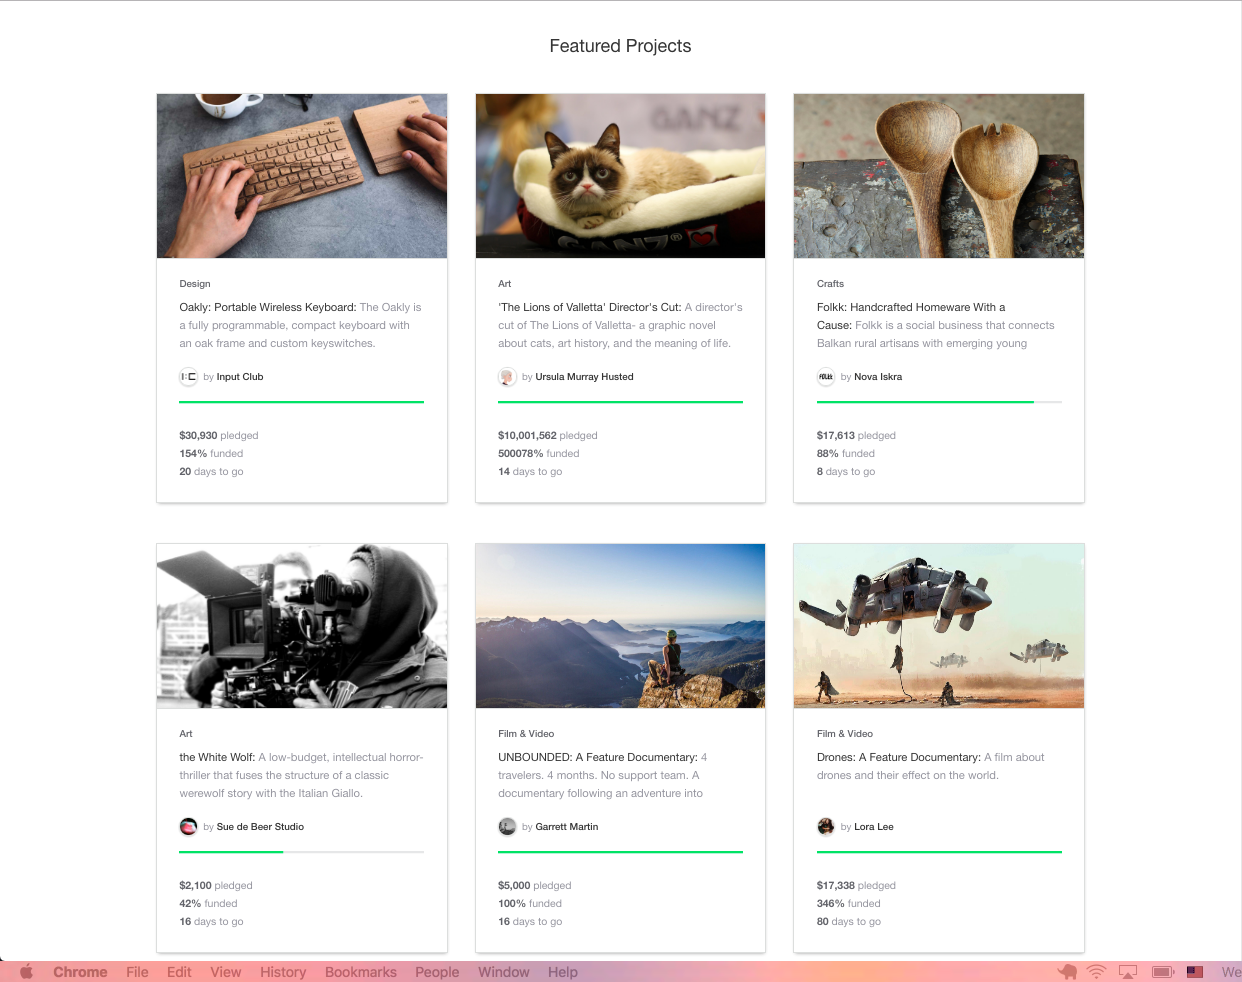 Featured Projects
GANZ
GANZ®
Design
Oakly: Portable Wireless Keyboard: The Oakly is
a fully programmable, compact keyboard with
an oak frame and custom keyswitches.
by Input Club
$30,930 pledged
154% funded
20 days to go
Art
'The Lions of Valletta' Director's Cut: A director's
cut of The Lions of Valletta- a graphic novel
about cats, art history, and the meaning of life.
by Ursula Murray Husted
$10,001,562 pledged
500078% funded
14 days to go
Crafts
Folkk: Handcrafted Homeware With a
Cause: Folkk is a social business that connects
Balkan rural artisans with emerging young
FOLKK by Nova Iskra
$17,613 pledged
88% funded
8 days to go
Art
the White Wolf: A low-budget, intellectual horror-
thriller that fuses the structure of a classic
werewolf story with the Italian Giallo.
by Sue de Beer Studio
$2,100 pledged
42% funded
16 days to go
Film & Video
UNBOUNDED: A Feature Documentary: 4
travelers. 4 months. No support team. A
documentary following an adventure into
by Garrett Martin
$5,000 pledged
100% funded
16 days to go
Film & Video
Drones: A Feature Documentary: A film about
drones and their effect on the world.
by Lora Lee
$17,338 pledged
346% funded
80 days to go
Chrome File Edit View History Bookmarks People Window Help We